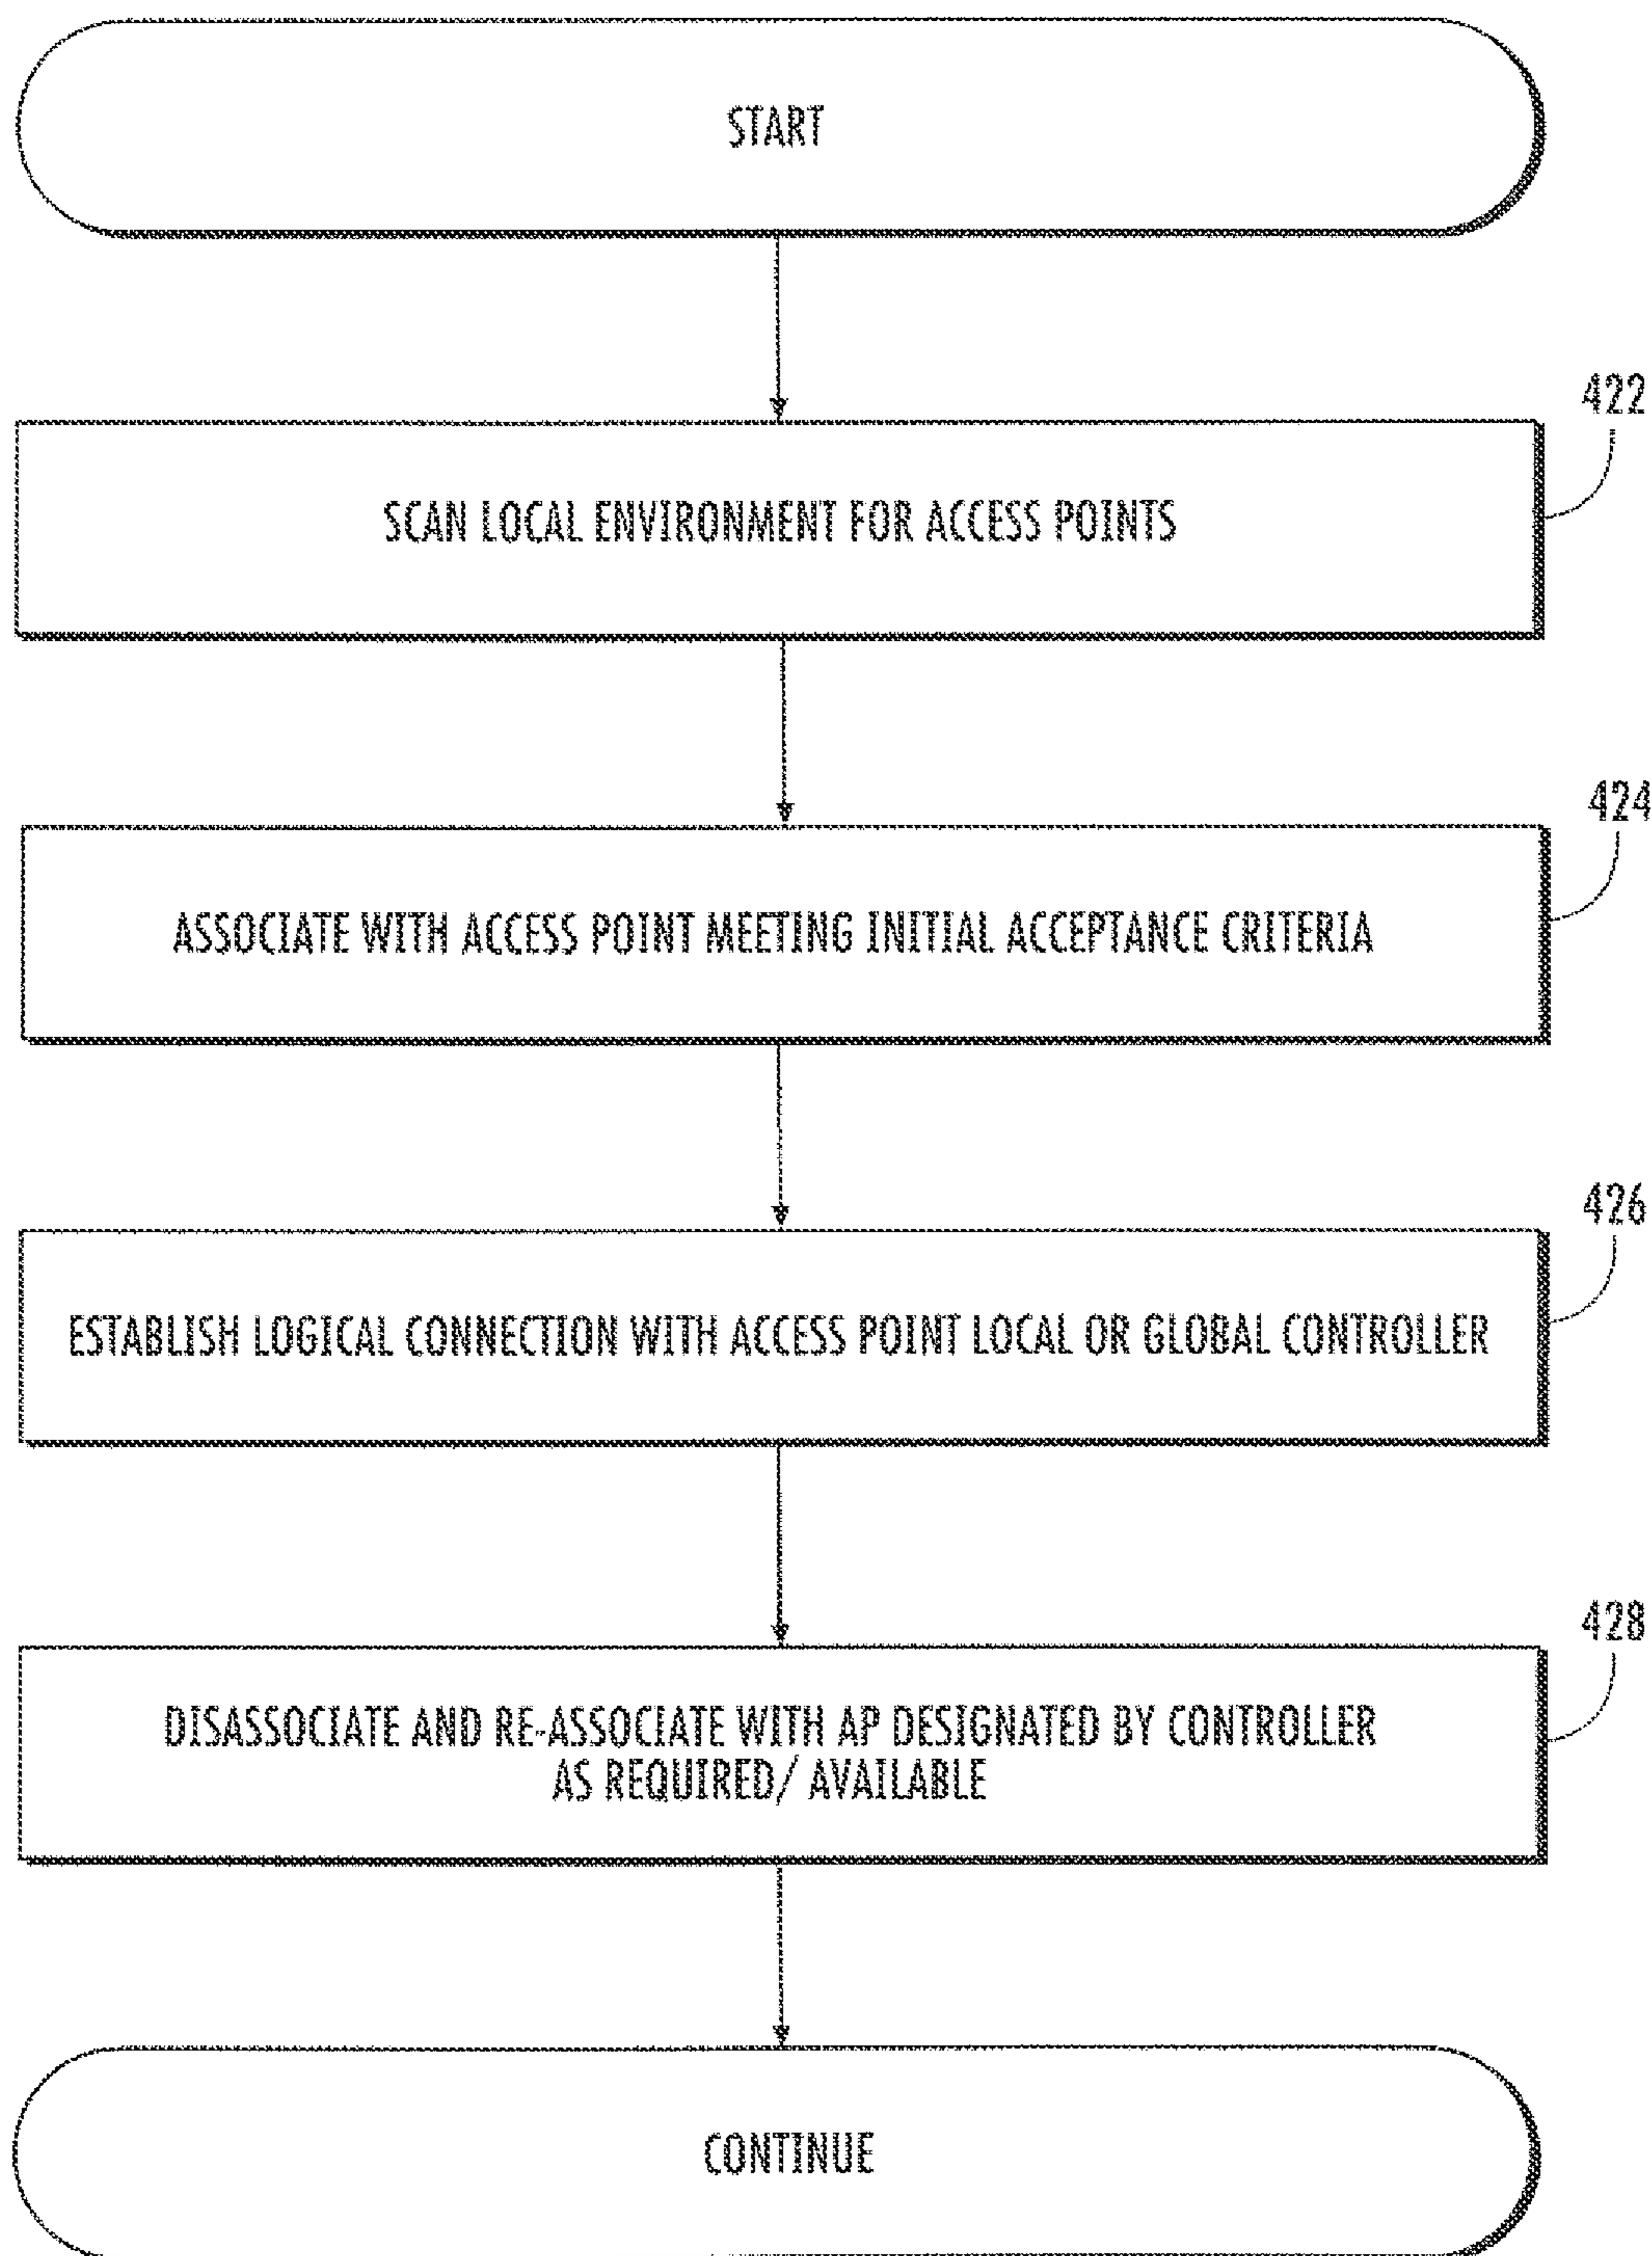 START
422
SCAN LOCAL ENVIRONMENT FOR ACCESS POINTS
424
ASSOCIATE WITH ACCESS POINT MEETING INITIAL ACCEPTANCE CRITERIA
426
ESTABLISH LOGICAL CONNECTION WITH ACCESS POINT LOCAL OR GLOBAL CONTROLLER
428
DISASSOCIATE AND RE-ASSOCIATE WITH AP DESIGNATED BY CONTROLLER
AS REQUIRED/ AVAILABLE
CONTINUE